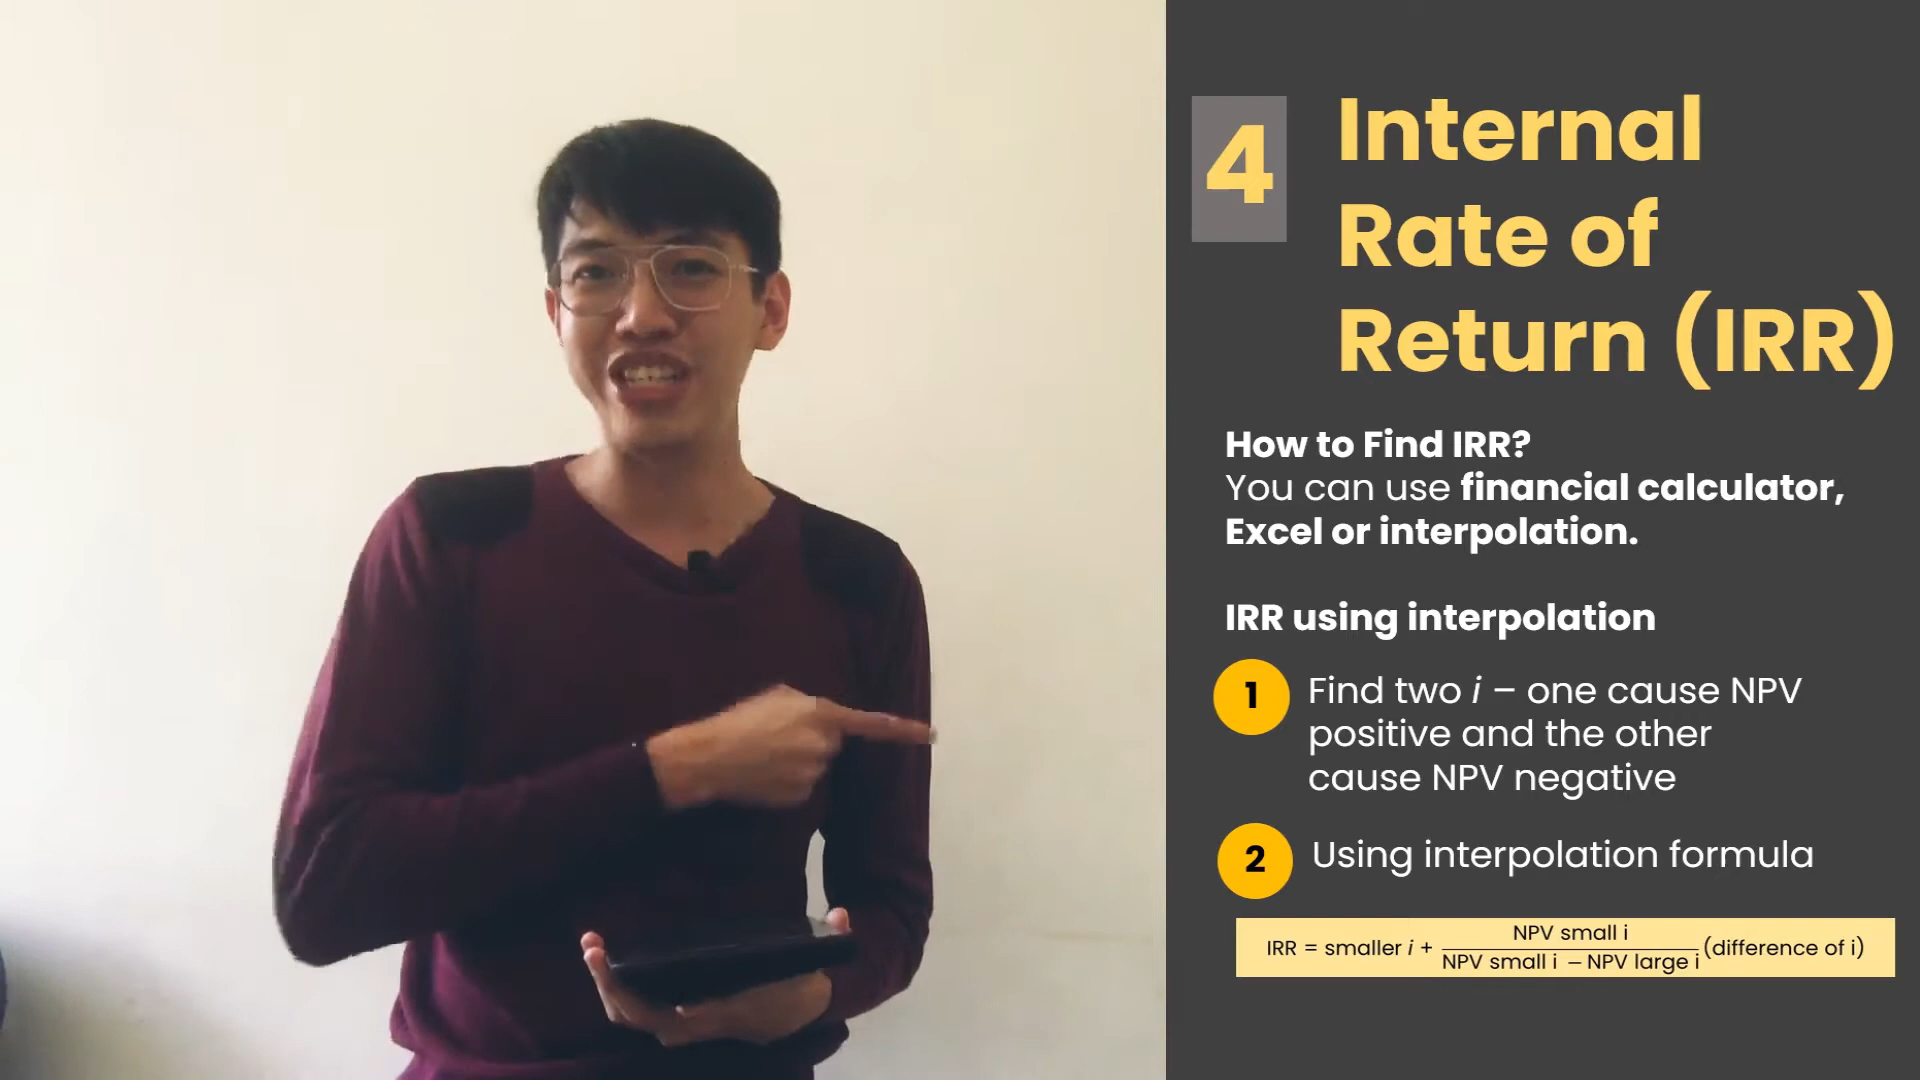 4
Internal
Rate of
Return (IRR)
How to Find IRR?
You can use financial calculator,
Excel or interpolation.
IRR using interpolation
1
Find two i – one cause NPV
positive and the other
cause NPV negative
2
Using interpolation formula
IRR = smaller i + NPV small i / NPV small i – NPV large i (difference of i)